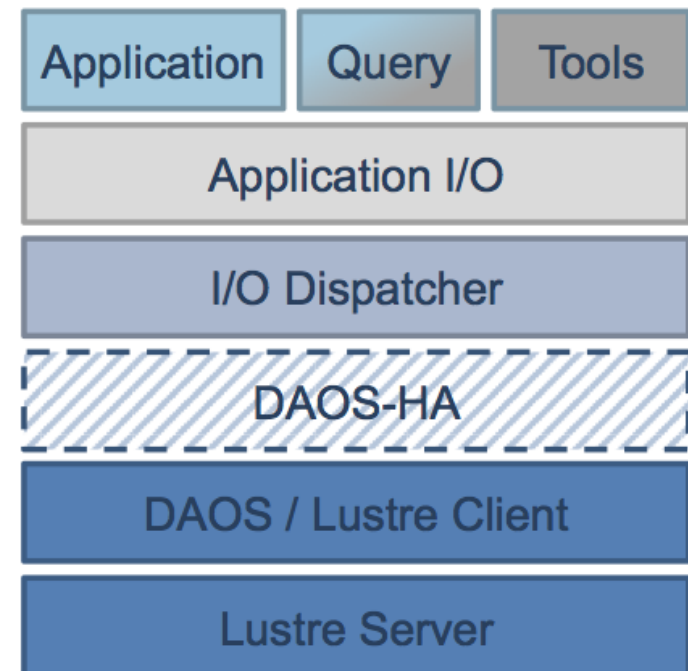 Application Query Tools
Application I/O
I/O Dispatcher
DAOS-HA
DAOS / Lustre Client
Lustre Server